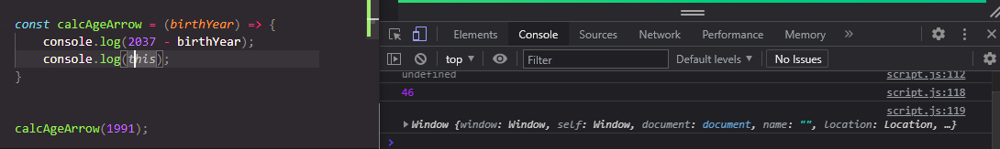 const calcAgeArrow = (birthYear) => {
console.log(2037 - birthYear);
console.log(this);
}
calcAgeArrow(1991);
Elements Console Sources Network Performance Memory »
top Filter Default levels No Issues
undefined script.js:112
46 script.js:118
script.js:119
Window {window: Window, self: Window, document: document, name: "", location: Location, …}